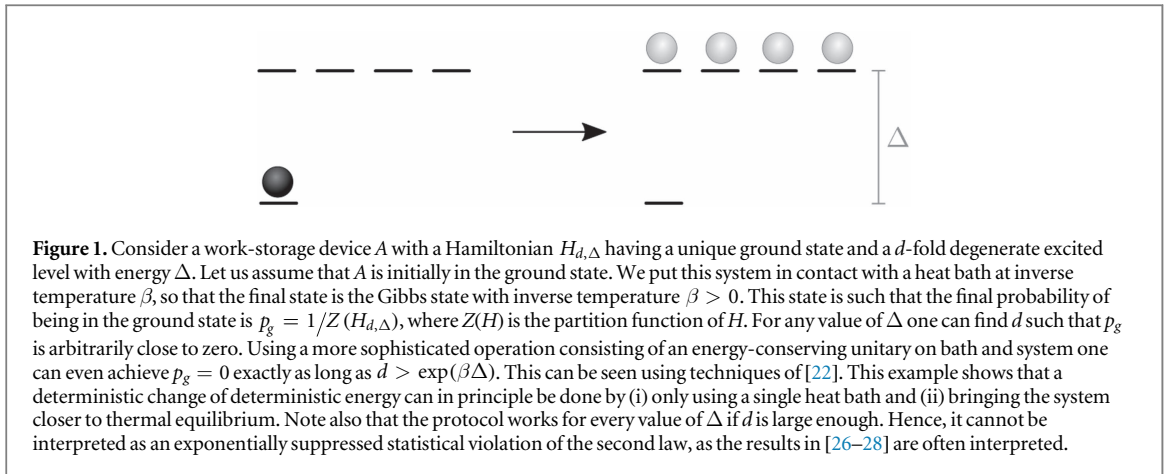 Δ
Figure 1. Consider a work-storage device A with a Hamiltonian H_{d,Δ} having a unique ground state and a d-fold degenerate excited
level with energy Δ. Let us assume that A is initially in the ground state. We put this system in contact with a heat bath at inverse
temperature β, so that the final state is the Gibbs state with inverse temperature β > 0. This state is such that the final probability of
being in the ground state is p_g = 1/Z (H_{d,Δ}), where Z(H) is the partition function of H. For any value of Δ one can find d such that p_g
is arbitrarily close to zero. Using a more sophisticated operation consisting of an energy-conserving unitary on bath and system one
can even achieve p_g = 0 exactly as long as d > exp(βΔ). This can be seen using techniques of [22]. This example shows that a
deterministic change of deterministic energy can in principle be done by (i) only using a single heat bath and (ii) bringing the system
closer to thermal equilibrium. Note also that the protocol works for every value of Δ if d is large enough. Hence, it cannot be
interpreted as an exponentially suppressed statistical violation of the second law, as the results in [26–28] are often interpreted.